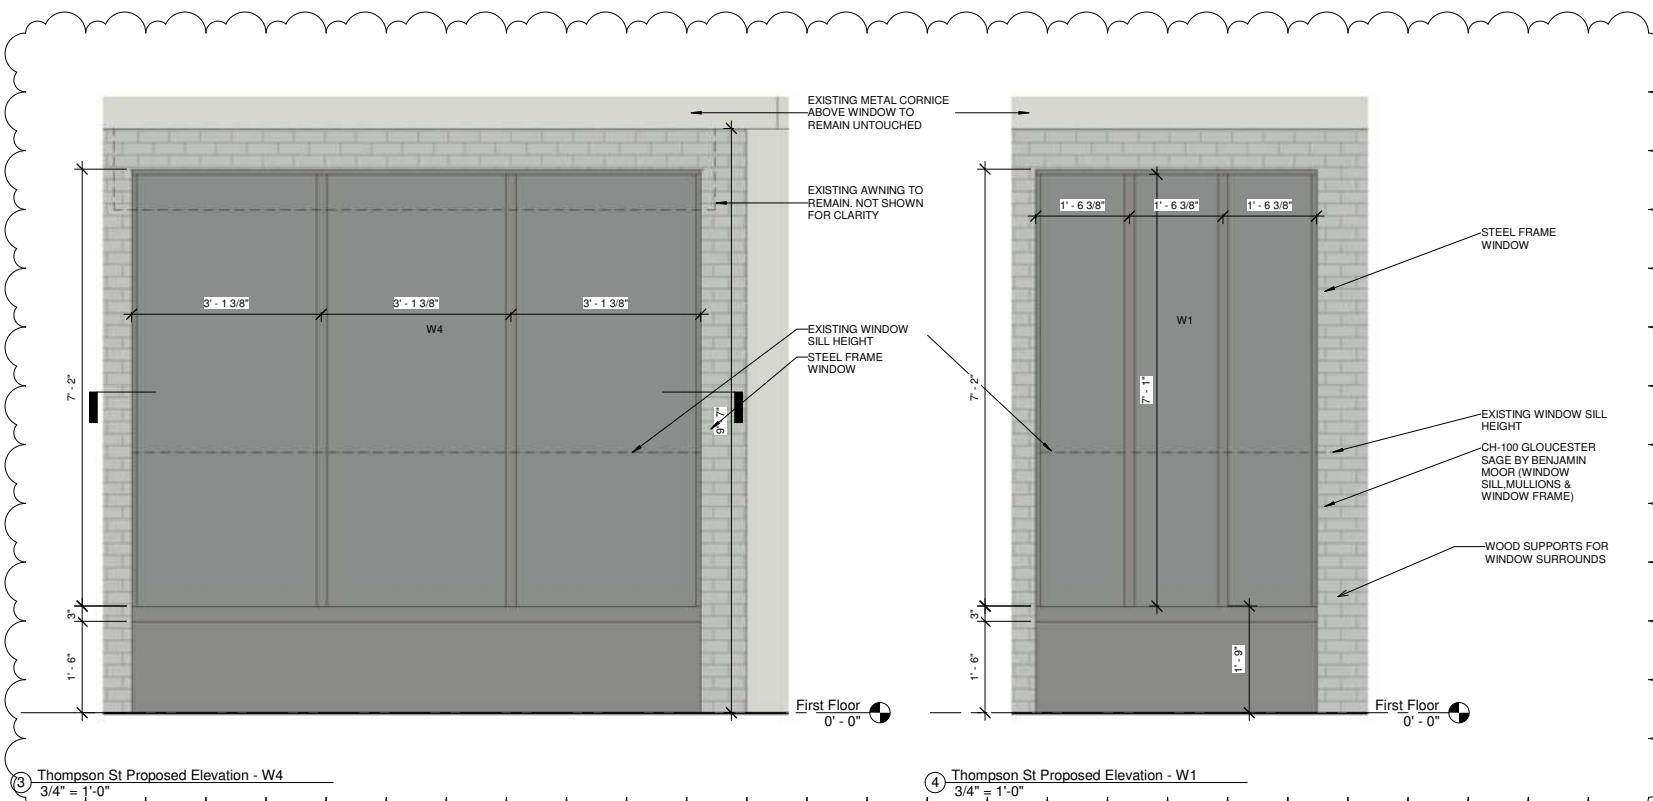 EXISTING METAL CORNICE
ABOVE WINDOW TO
REMAIN UNTOUCHED
EXISTING AWNING TO
REMAIN. NOT SHOWN
FOR CLARITY
3' - 1 3/8"
3' - 1 3/8"
3' - 1 3/8"
W4
EXISTING WINDOW
SILL HEIGHT
STEEL FRAME
WINDOW
7' - 2"
9' - 7"
3"
1' - 6"
First Floor
0' - 0"
3
Thompson St Proposed Elevation - W4
3/4" = 1'-0"
1' - 6 3/8"
1' - 6 3/8"
1' - 6 3/8"
STEEL FRAME
WINDOW
W1
7' - 2"
7' - 1"
EXISTING WINDOW SILL
HEIGHT
CH-100 GLOUCESTER
SAGE BY BENJAMIN
MOOR (WINDOW
SILL,MULLIONS &
WINDOW FRAME)
WOOD SUPPORTS FOR
WINDOW SURROUNDS
3"
1' - 6"
1' - 9"
First Floor
0' - 0"
4
Thompson St Proposed Elevation - W1
3/4" = 1'-0"